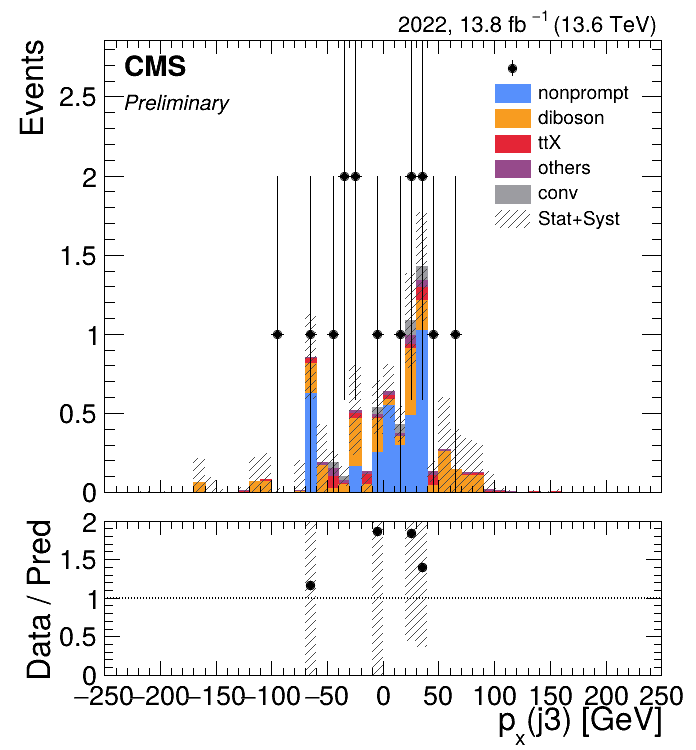 2022, 13.8 fb⁻¹ (13.6 TeV)
CMS
Preliminary
nonprompt
diboson
ttX
others
conv
Stat+Syst
Events
2.5
2
1.5
1
0.5
0
Data / Pred
2
1.5
1
0.5
0
−250 −200 −150 −100 −50 0 50 100 150 200 250
pₓ(j3) [GeV]